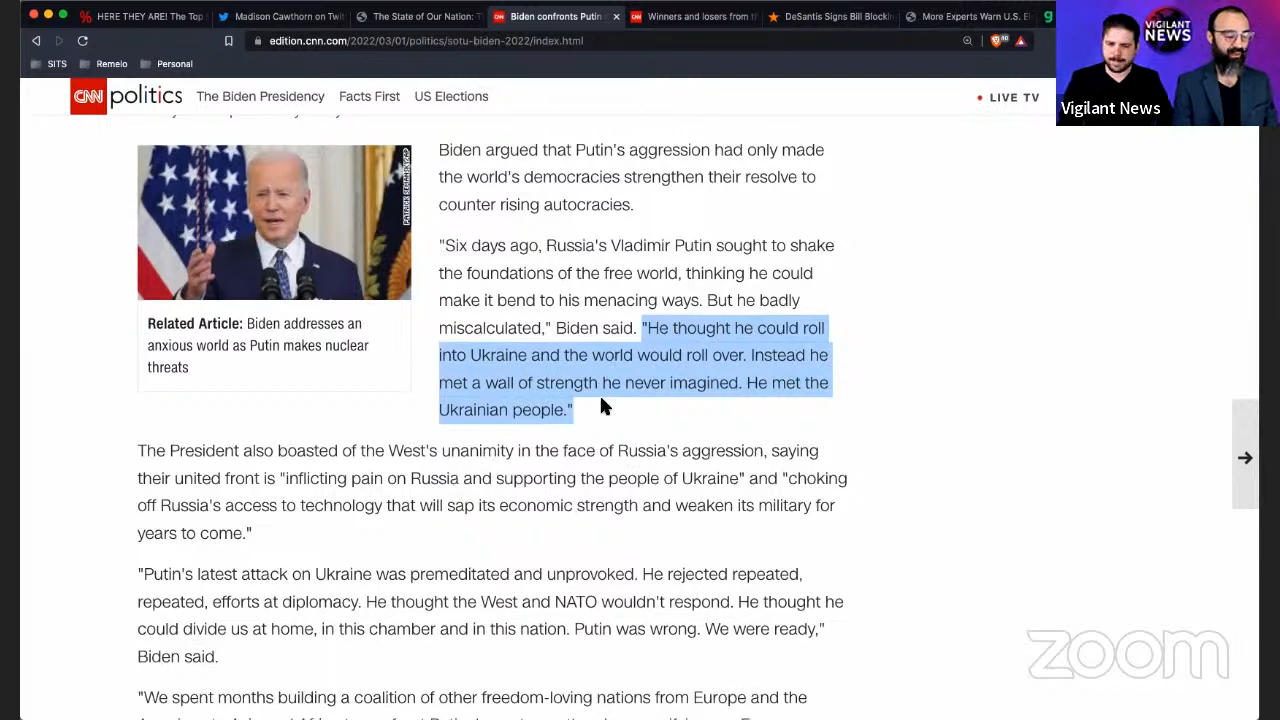 HERE THEY ARE! The Top
Madison Cawthorn on Twit
The State of Our Nation: T
Biden confronts Putin
Winners and losers from th
DeSantis Signs Bill Blockin
More Experts Warn U.S. El
edition.cnn.com/2022/03/01/politics/sotu-biden-2022/index.html
SITS
Remeio
Personal
VIGILANT
NEWS
Vigilant News
CNN politics
The Biden Presidency
Facts First
US Elections
LIVE TV
Biden argued that Putin's aggression had only made
the world's democracies strengthen their resolve to
counter rising autocracies.
"Six days ago, Russia's Vladimir Putin sought to shake
the foundations of the free world, thinking he could
make it bend to his menacing ways. But he badly
miscalculated," Biden said. "He thought he could roll
into Ukraine and the world would roll over. Instead he
met a wall of strength he never imagined. He met the
Ukrainian people."
Related Article: Biden addresses an
anxious world as Putin makes nuclear
threats
The President also boasted of the West's unanimity in the face of Russia's aggression, saying
their united front is "inflicting pain on Russia and supporting the people of Ukraine" and "choking
off Russia's access to technology that will sap its economic strength and weaken its military for
years to come."
"Putin's latest attack on Ukraine was premeditated and unprovoked. He rejected repeated,
repeated, efforts at diplomacy. He thought the West and NATO wouldn't respond. He thought he
could divide us at home, in this chamber and in this nation. Putin was wrong. We were ready,"
Biden said.
"We spent months building a coalition of other freedom-loving nations from Europe and the
zoom